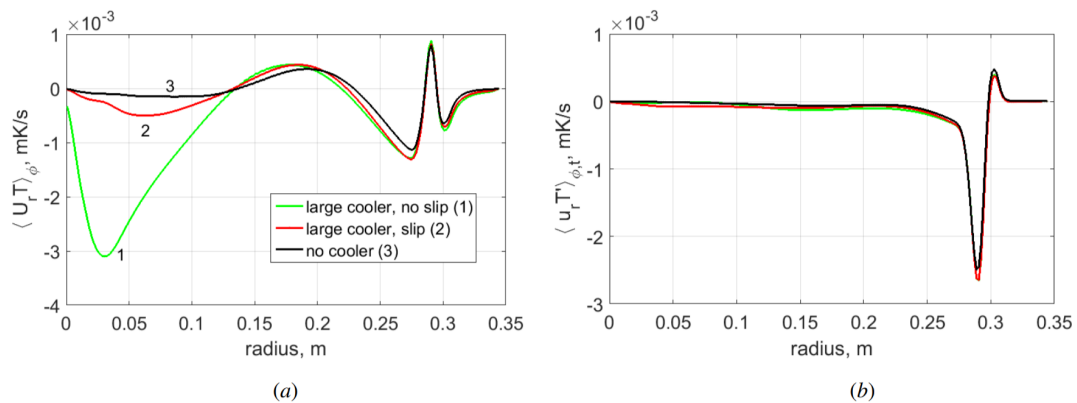 ×10⁻³
1
0
-1
-2
-3
-4
⟨ U_r T⟩_ϕ, mK/s
3
2
1
large cooler, no slip (1)
large cooler, slip (2)
no cooler (3)
0 0.05 0.1 0.15 0.2 0.25 0.3 0.35
radius, m
(a)
×10⁻³
1
0
-1
-2
-3
⟨ u_r T'⟩_ϕ,t, mK/s
0 0.05 0.1 0.15 0.2 0.25 0.3 0.35
radius, m
(b)